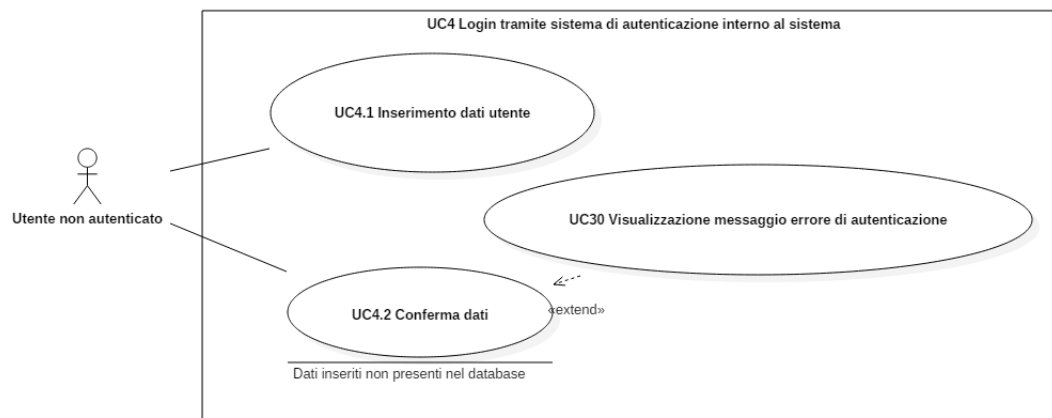 UC4 Login tramite sistema di autenticazione interno al sistema
UC4.1 Inserimento dati utente
Utente non autenticato
UC30 Visualizzazione messaggio errore di autenticazione
«extend»
UC4.2 Conferma dati
Dati inseriti non presenti nel database